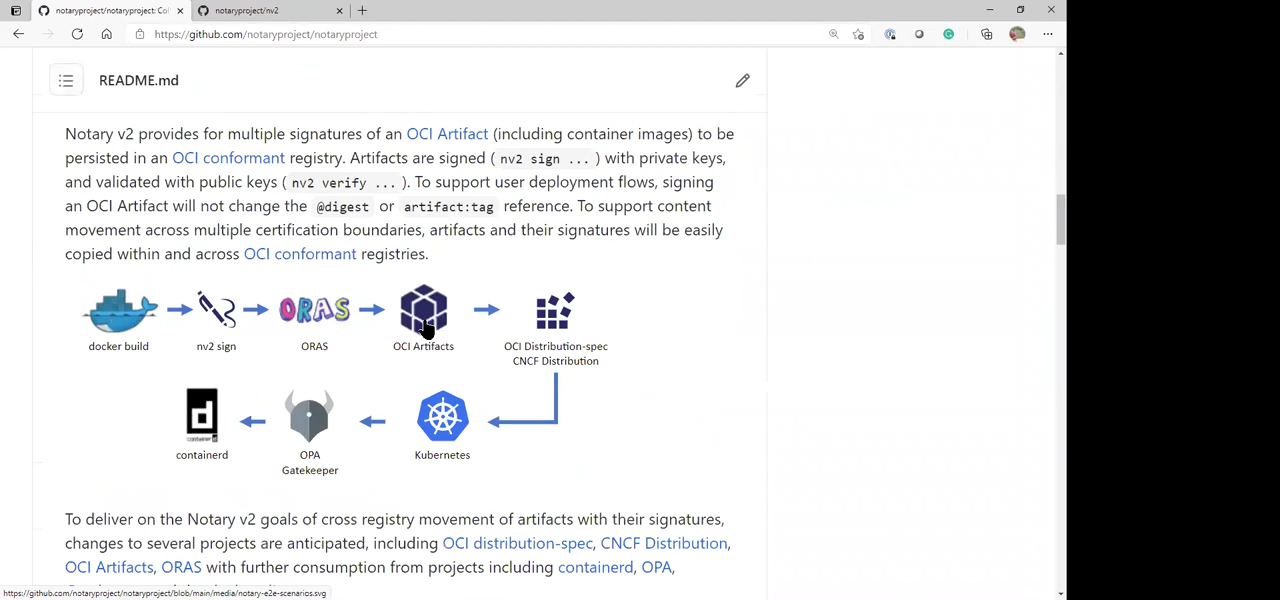 notaryproject/notaryproject: Col
notaryproject/nv2
https://github.com/notaryproject/notaryproject
README.md
Notary v2 provides for multiple signatures of an OCI Artifact (including container images) to be
persisted in an OCI conformant registry. Artifacts are signed ( nv2 sign ... ) with private keys,
and validated with public keys ( nv2 verify ... ). To support user deployment flows, signing
an OCI Artifact will not change the @digest or artifact:tag reference. To support content
movement across multiple certification boundaries, artifacts and their signatures will be easily
copied within and across OCI conformant registries.
ORAS
docker build
nv2 sign
ORAS
OCI Artifacts
OCI Distribution-spec
CNCF Distribution
d
containerd
OPA
Gatekeeper
Kubernetes
To deliver on the Notary v2 goals of cross registry movement of artifacts with their signatures,
changes to several projects are anticipated, including OCI distribution-spec, CNCF Distribution,
OCI Artifacts, ORAS with further consumption from projects including containerd, OPA,
https://github.com/notaryproject/notaryproject/blob/main/media/notary-e2e-scenarios.svg